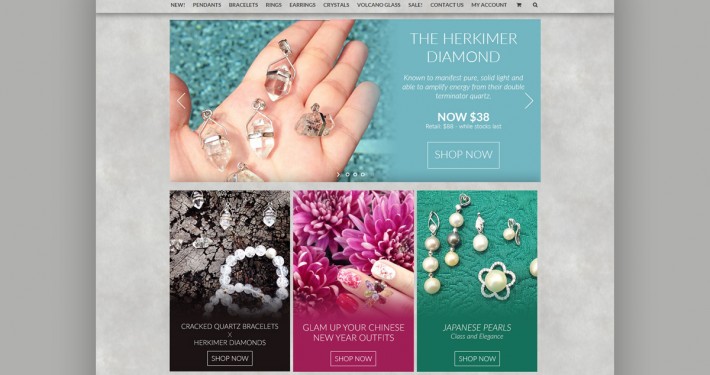 NEW! PENDANTS BRACELETS RINGS EARRINGS CRYSTALS VOLCANO GLASS SALE! CONTACT US MY ACCOUNT
THE HERKIMER
DIAMOND
Known to manifest pure, solid light and
able to amplify energy from their double
terminator quartz.
NOW $38
Retail: $88 - while stocks last
SHOP NOW
CRACKED QUARTZ BRACELETS
X
HERKIMER DIAMONDS
SHOP NOW
GLAM UP YOUR CHINESE
NEW YEAR OUTFITS
SHOP NOW
JAPANESE PEARLS
Class and Elegance
SHOP NOW